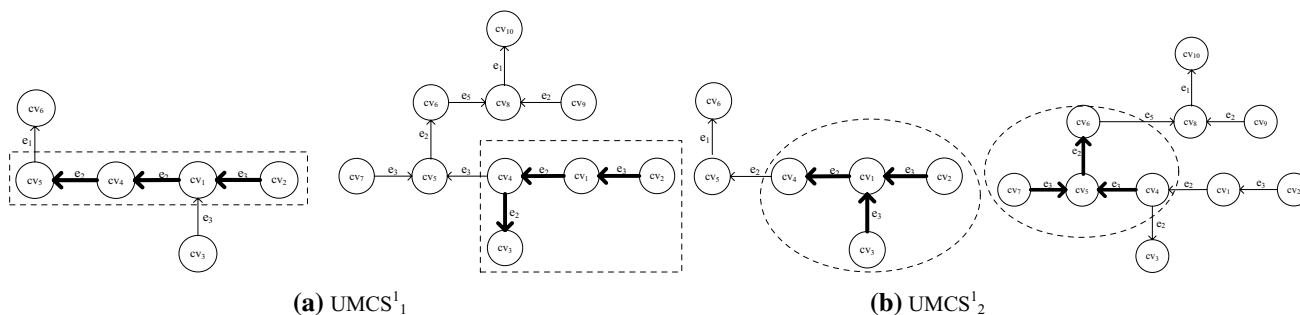 cv10
e1
cv6 e5 cv8 e2 cv9
cv6
e1
e2
cv5 e2 cv4 e2 cv1 e3 cv2
e3
cv3
cv7 e3 cv5 e3 cv4 e2 cv1 e3 cv2
e2
cv3
(a) UMCS¹₁
cv6
e1
cv5 e2 cv4 e2 cv1 e3 cv2
e3
cv3
cv10
e1
cv6 e5 cv8 e2 cv9
e2
cv7 e3 cv5 e3 cv4 e2 cv1 e3 cv2
e2
cv3
(b) UMCS¹₂